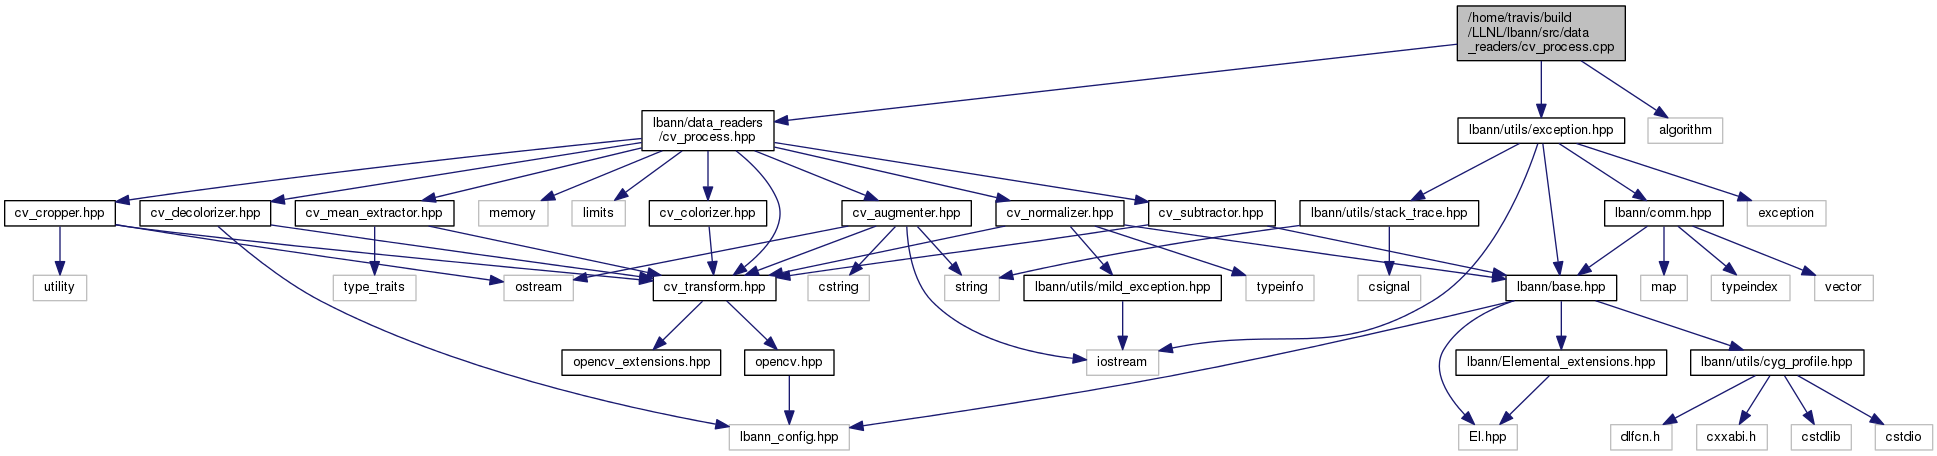 /home/travis/build
/LLNL/lbann/src/data
_readers/cv_process.cpp
lbann/data_readers
/cv_process.hpp
lbann/utils/exception.hpp
algorithm
cv_cropper.hpp
cv_decolorizer.hpp
cv_mean_extractor.hpp
memory
limits
cv_colorizer.hpp
cv_augmenter.hpp
cv_normalizer.hpp
cv_subtractor.hpp
lbann/utils/stack_trace.hpp
lbann/comm.hpp
exception
utility
type_traits
ostream
cv_transform.hpp
cstring
string
lbann/utils/mild_exception.hpp
typeinfo
csignal
lbann/base.hpp
map
typeindex
vector
opencv_extensions.hpp
opencv.hpp
iostream
lbann/Elemental_extensions.hpp
lbann/utils/cyg_profile.hpp
lbann_config.hpp
El.hpp
dlfcn.h
cxxabi.h
cstdlib
cstdio